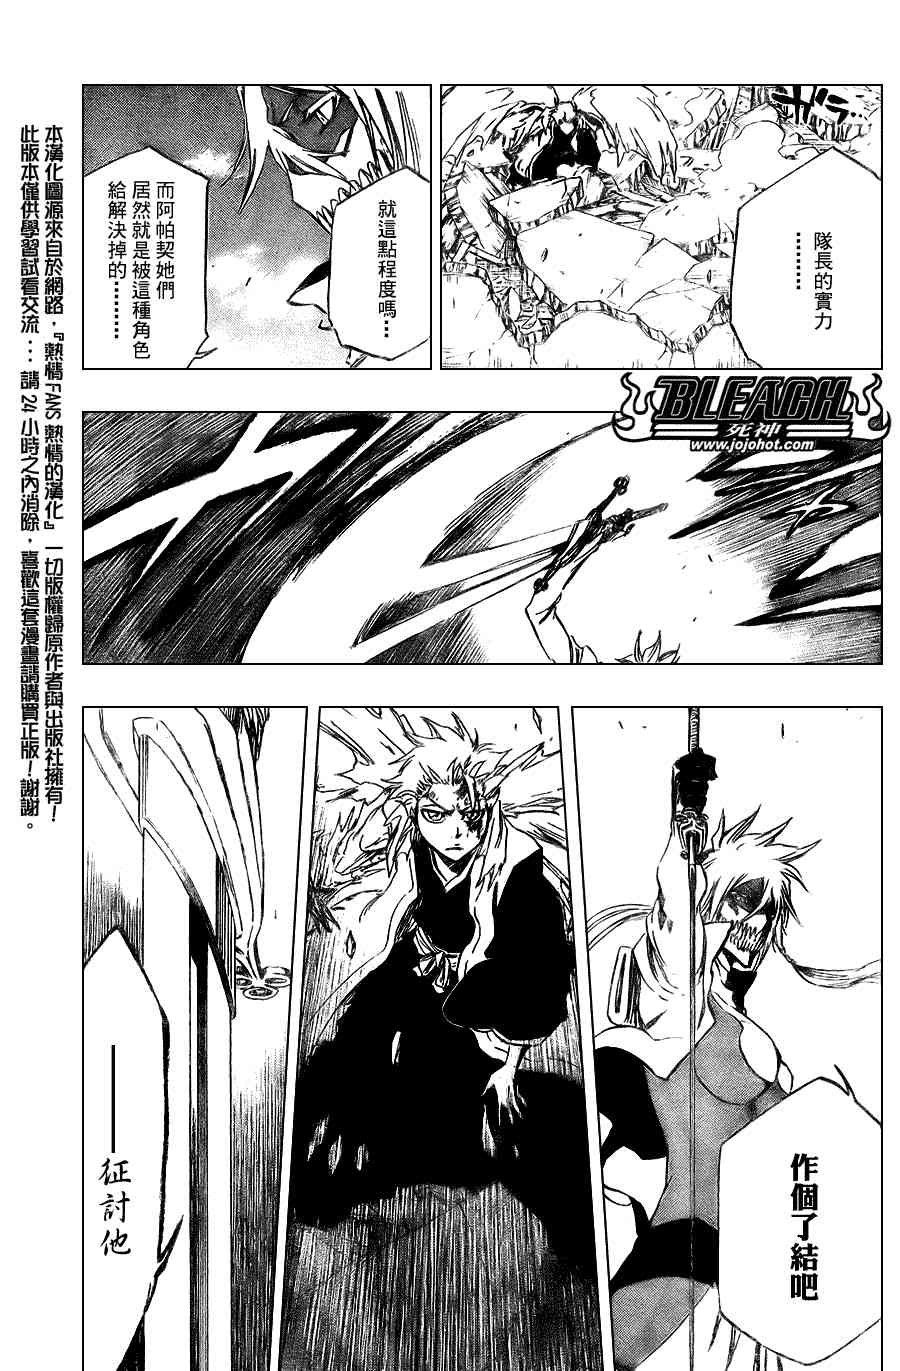 隊長的實力
………
就這點程度嗎…
而阿帕契她們
居然就是被這種角色
給解決掉的………
ガラ…
BLEACH
死神
www.jojohot.com
作個了結吧
——征討他
本漢化圖源來自於網路，『熱情FANS熱情的漢化』一切版權歸原作者與出版社擁有！
此版本僅供學習試看交流…請24小時之內消除，喜歡這套漫畫請購買正版！謝謝。